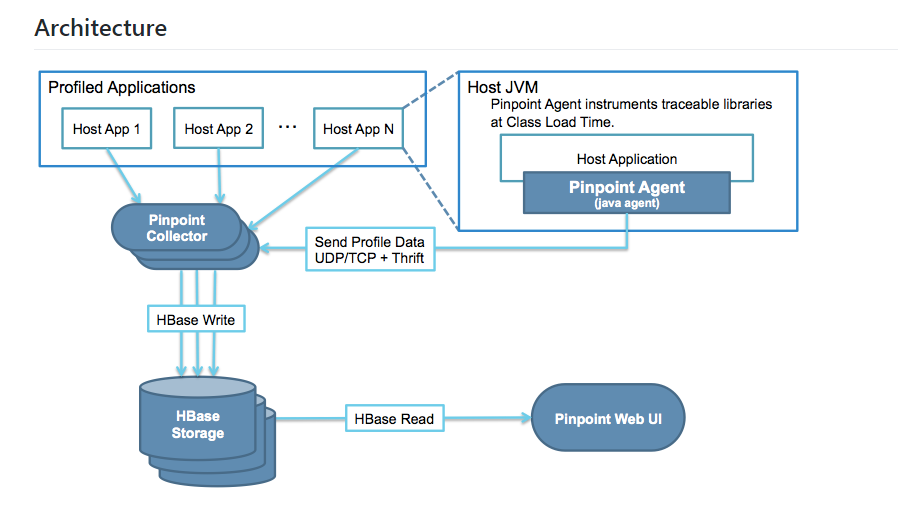 Architecture
Profiled Applications
Host App 1
Host App 2
...
Host App N
Host JVM
Pinpoint Agent instruments traceable libraries
at Class Load Time.
Host Application
Pinpoint Agent
(java agent)
Pinpoint
Collector
Send Profile Data
UDP/TCP + Thrift
HBase Write
HBase
Storage
HBase Read
Pinpoint Web UI